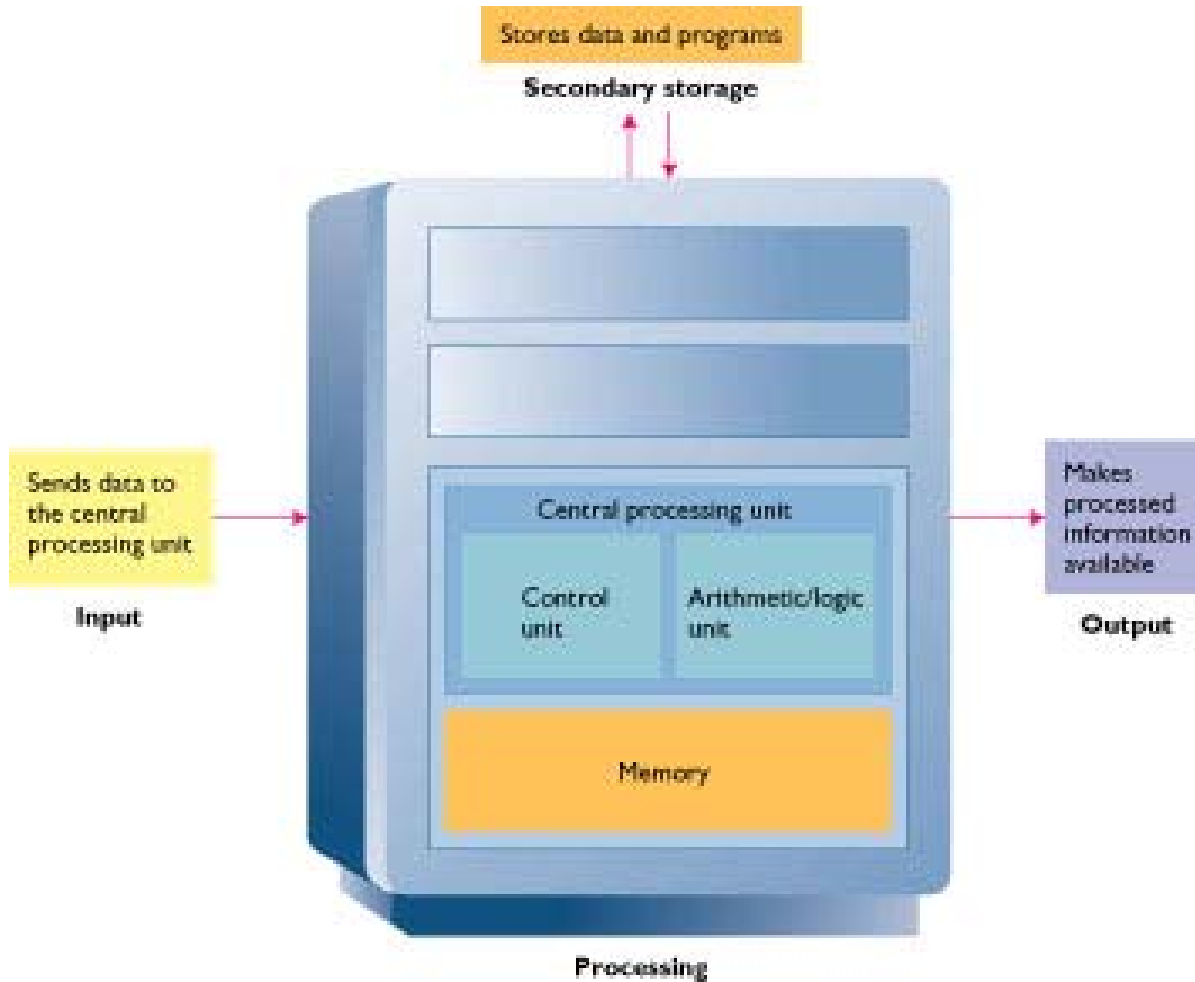 Stores data and programs
Secondary storage
Sends data to
the central
processing unit
Input
Central processing unit
Control
unit
Arithmetic/logic
unit
Memory
Makes
processed
information
available
Output
Processing